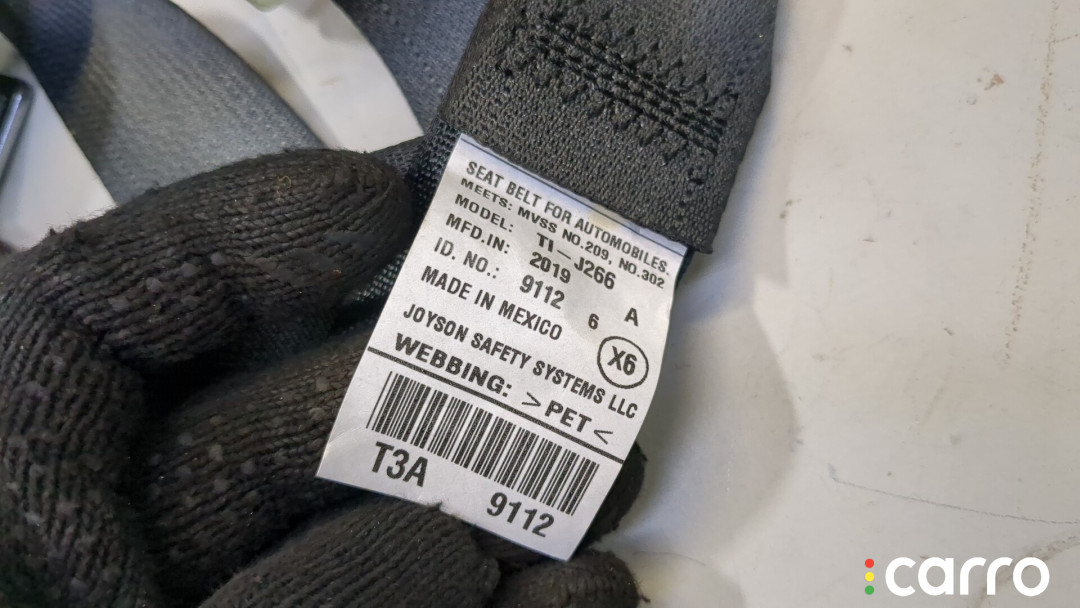 SEAT BELT FOR AUTOMOBILES.
MEETS: MVSS NO.209, NO.302
MODEL: TI-J266 A
MFD.IN: 2019
ID. NO.: 9112 6
MADE IN MEXICO X6
JOYSON SAFETY SYSTEMS LLC
WEBBING: >PET<
T3A 9112
carro